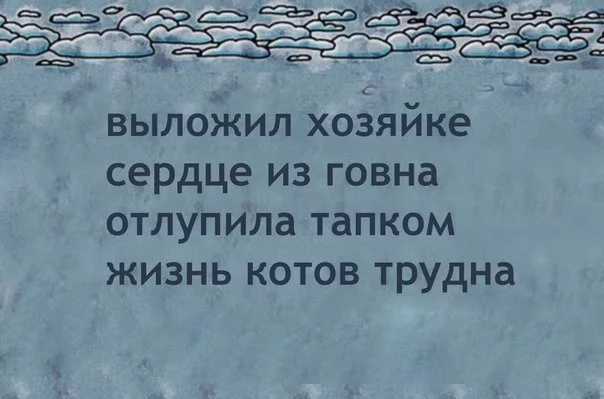 выложил хозяйке
сердце из говна
отлупила тапком
жизнь котов трудна